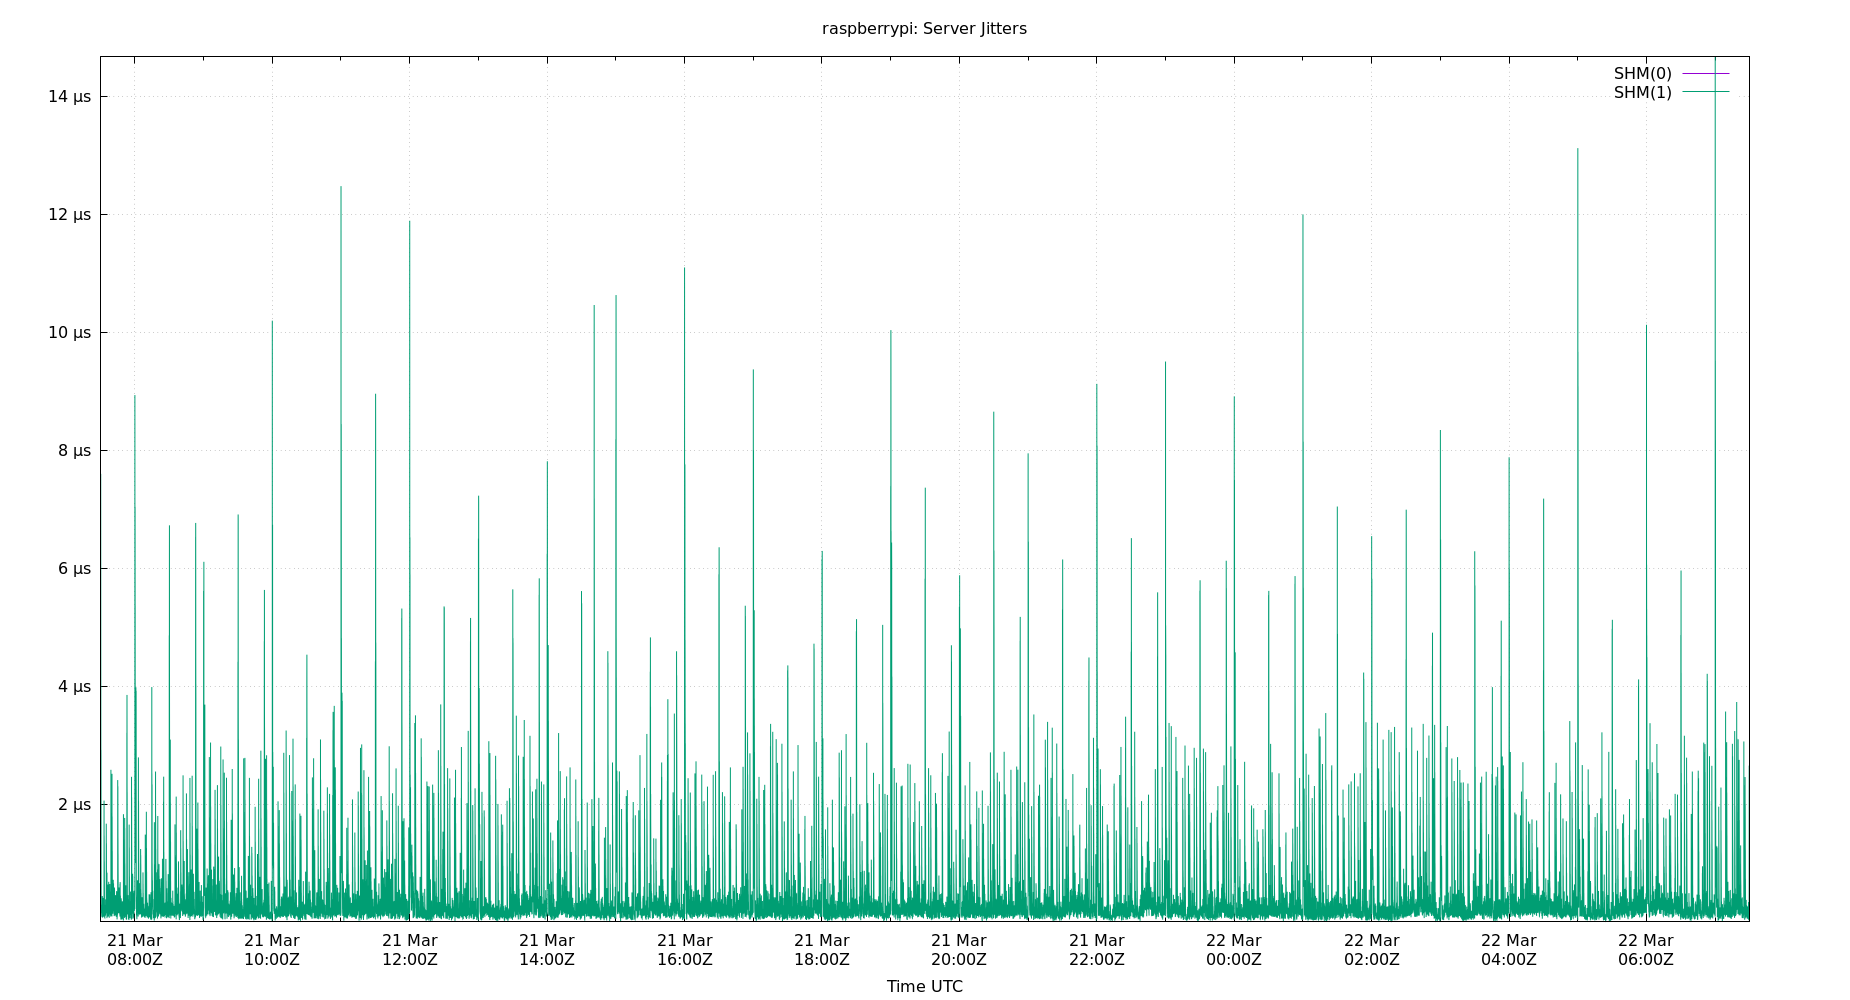 raspberrypi: Server Jitters
SHM(0)
SHM(1)
14 µs
12 µs
10 µs
8 µs
6 µs
4 µs
2 µs
21 Mar 21 Mar 21 Mar 21 Mar 21 Mar 21 Mar 21 Mar 21 Mar 22 Mar 22 Mar 22 Mar 22 Mar
08:00Z 10:00Z 12:00Z 14:00Z 16:00Z 18:00Z 20:00Z 22:00Z 00:00Z 02:00Z 04:00Z 06:00Z
Time UTC